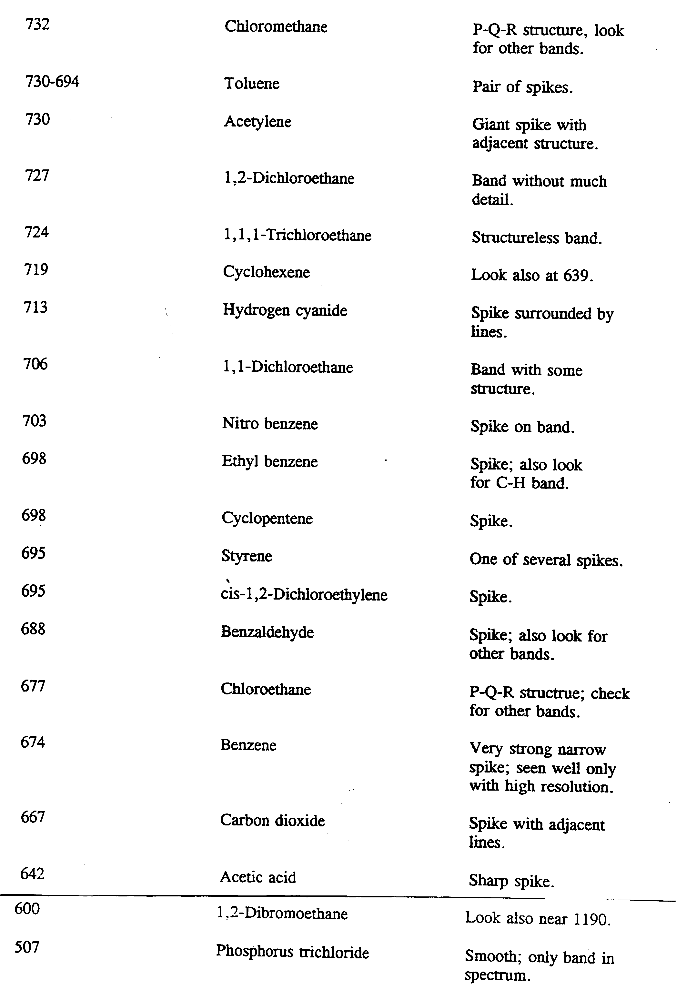 732 Chloromethane P-Q-R structure, look
for other bands.
730-694 Toluene Pair of spikes.
730 Acetylene Giant spike with
adjacent structure.
727 1,2-Dichloroethane Band without much
detail.
724 1,1,1-Trichloroethane Structureless band.
719 Cyclohexene Look also at 639.
713 Hydrogen cyanide Spike surrounded by
lines.
706 1,1-Dichloroethane Band with some
structure.
703 Nitro benzene Spike on band.
698 Ethyl benzene Spike; also look
for C-H band.
698 Cyclopentene Spike.
695 Styrene One of several spikes.
695 cis-1,2-Dichloroethylene Spike.
688 Benzaldehyde Spike; also look for
other bands.
677 Chloroethane P-Q-R structrue; check
for other bands.
674 Benzene Very strong narrow
spike; seen well only
with high resolution.
667 Carbon dioxide Spike with adjacent
lines.
642 Acetic acid Sharp spike.
600 1,2-Dibromoethane Look also near 1190.
507 Phosphorus trichloride Smooth; only band in
spectrum.